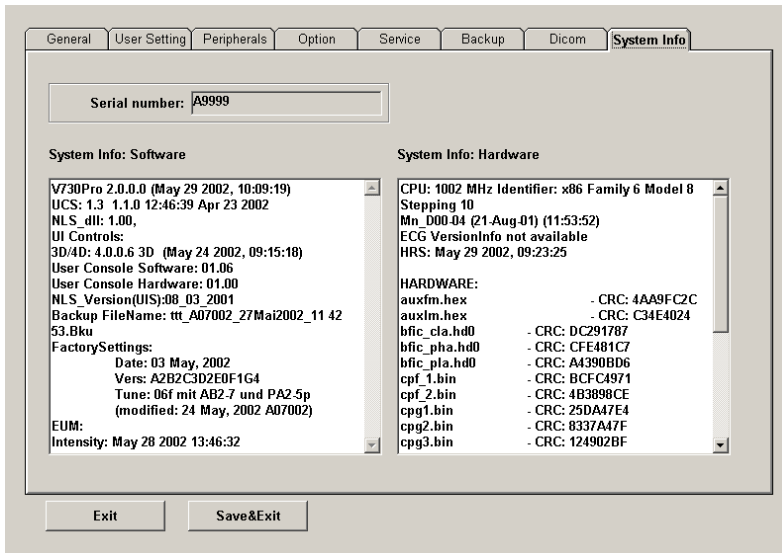 General User Setting Peripherals Option Service Backup Dicom System Info
Serial number: A9999
System Info: Software
V730Pro 2.0.0.0 (May 29 2002, 10:09:19)
UCS: 1.3 1.1.0 12:46:39 Apr 23 2002
NLS_dll: 1.00,
UI Controls:
3D/4D: 4.0.0.6 3D (May 24 2002, 09:15:18)
User Console Software: 01.06
User Console Hardware: 01.00
NLS_Version(UIS):08_03_2001
Backup FileName: ttt_A07002_27Mai2002_11 42
53.Bku
FactorySettings:
Date: 03 May, 2002
Vers: A2B2C3D2E0F1G4
Tune: 06f mit AB2-7 und PA2-5p
(modified: 24 May, 2002 A07002)
EUM:
Intensity: May 28 2002 13:46:32
System Info: Hardware
CPU: 1002 MHz Identifier: x86 Family 6 Model 8
Stepping 10
Mn_D00-04 (21-Aug-01) (11:53:52)
ECG VersionInfo not available
HRS: May 29 2002, 09:23:25
HARDWARE:
auxfm.hex - CRC: 4AA9FC2C
auxlm.hex - CRC: C34E4024
bfic_cla.hd0 - CRC: DC291787
bfic_pha.hd0 - CRC: CFE481C7
bfic_pla.hd0 - CRC: A4390BD6
cpf_1.bin - CRC: BCFC4971
cpf_2.bin - CRC: 4B3898CE
cpg1.bin - CRC: 25DA47E4
cpg2.bin - CRC: 8337A47F
cpg3.bin - CRC: 124902BF
Exit Save&Exit